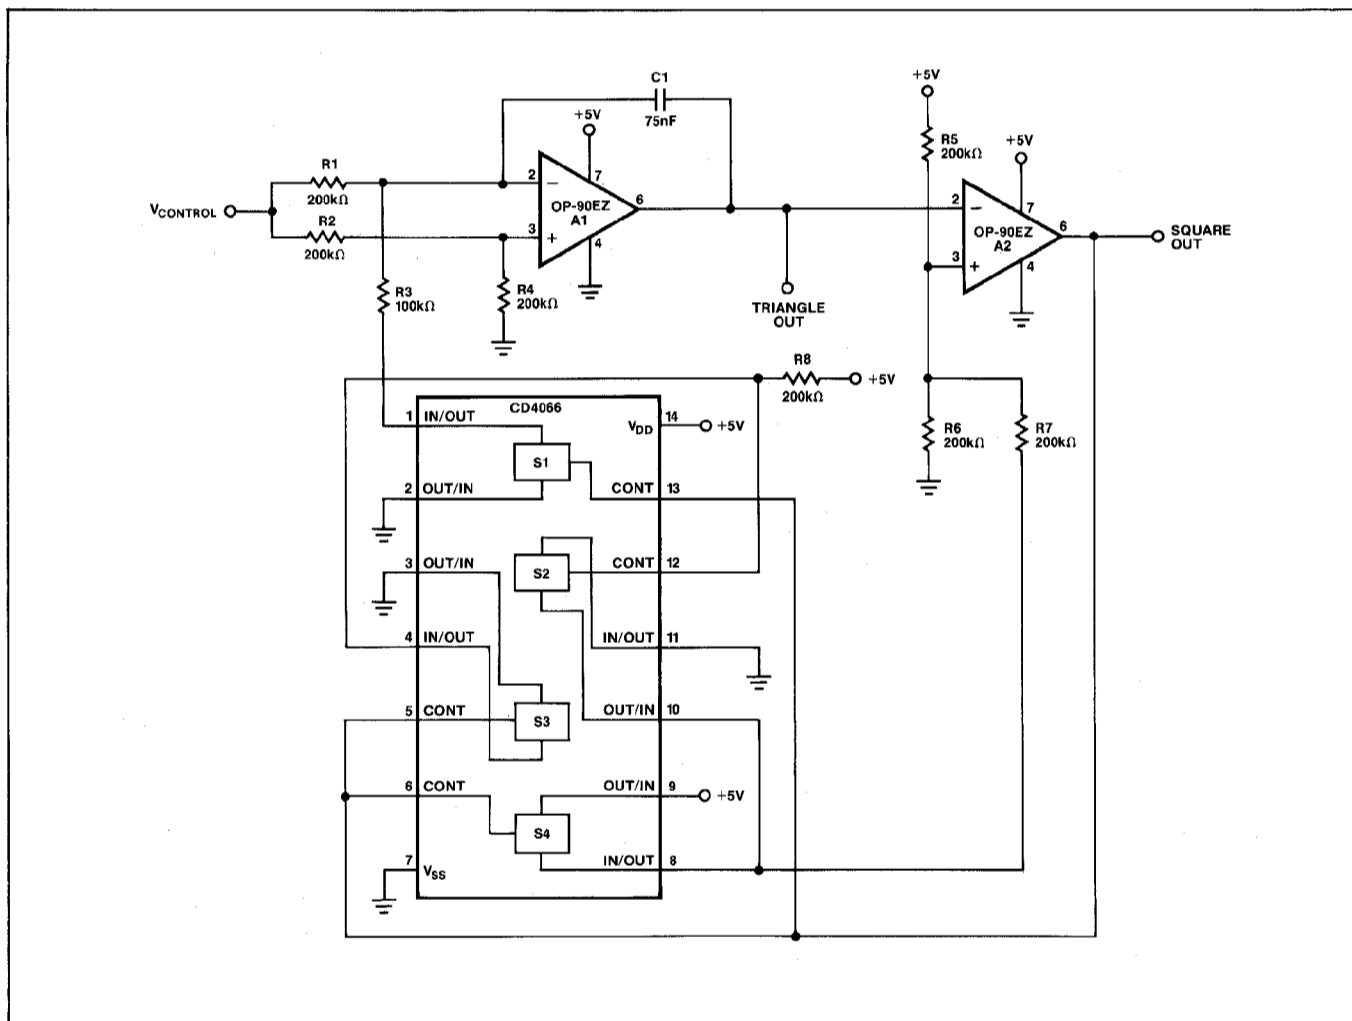 C1
75nF
+5V
+5V
R5
200kΩ
+5V
R1
200kΩ
VCONTROL
R2
200kΩ
2
−
7
OP-90EZ
A1
6
3
+
4
2
−
7
OP-90EZ
A2
6
3
+
4
SQUARE
OUT
R3
100kΩ
R4
200kΩ
TRIANGLE
OUT
R8
200kΩ
+5V
R6
200kΩ
R7
200kΩ
CD4066
1 IN/OUT
VDD 14
+5V
S1
2 OUT/IN
CONT 13
3 OUT/IN
S2
CONT 12
4 IN/OUT
IN/OUT 11
5 CONT
S3
OUT/IN 10
6 CONT
OUT/IN 9
+5V
S4
7
VSS
IN/OUT 8